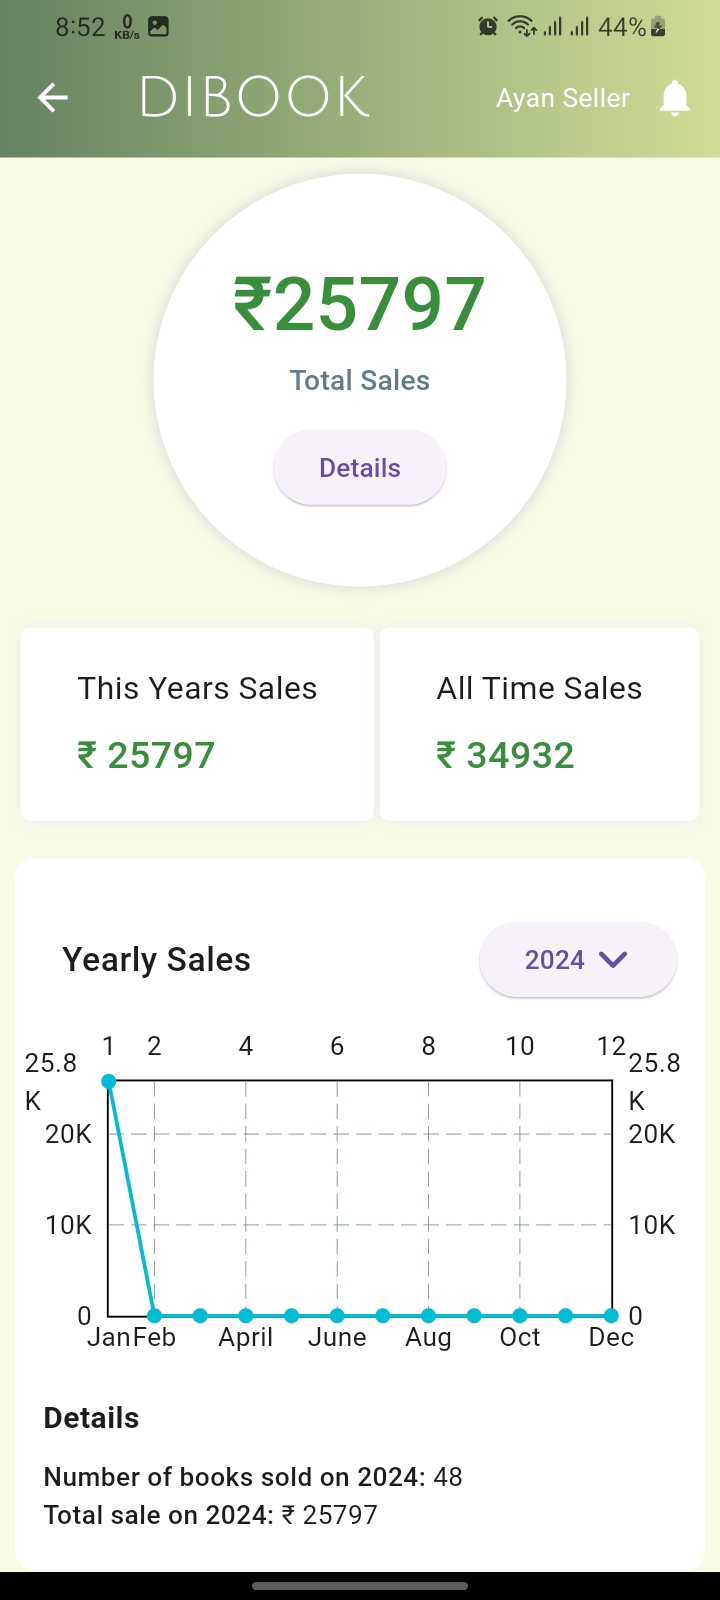 8:52 0 KB/s 44%
DIBOOK Ayan Seller
₹25797
Total Sales
Details
This Years Sales All Time Sales
₹ 25797 ₹ 34932
Yearly Sales 2024
1 2 4 6 8 10 12
25.8K 25.8K
20K 20K
10K 10K
0 0
Jan Feb April June Aug Oct Dec
Details
Number of books sold on 2024: 48
Total sale on 2024: ₹ 25797